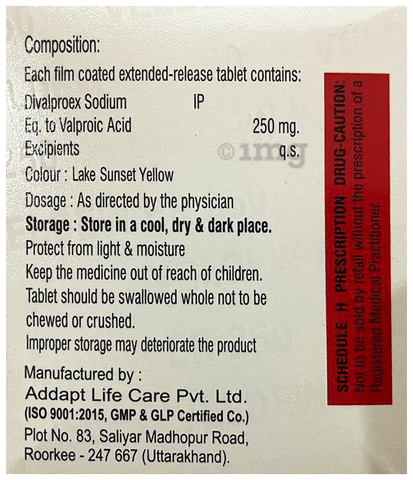 Composition:
Each film coated extended-release tablet contains:
Divalproex Sodium IP
Eq. to Valproic Acid 250 mg.
Excipients q.s.
Colour : Lake Sunset Yellow
Dosage : As directed by the physician
Storage : Store in a cool, dry & dark place.
Protect from light & moisture
Keep the medicine out of reach of children.
Tablet should be swallowed whole not to be
chewed or crushed.
Improper storage may deteriorate the product
Manufactured by :
Addapt Life Care Pvt. Ltd.
(ISO 9001:2015, GMP & GLP Certified Co.)
Plot No. 83, Saliyar Madhopur Road,
Roorkee - 247 667 (Uttarakhand).
SCHEDULE H PRESCRIPTION DRUG-CAUTION:
Not to be sold by retail without the prescription of a
Registered Medical Practitioner.
1mg